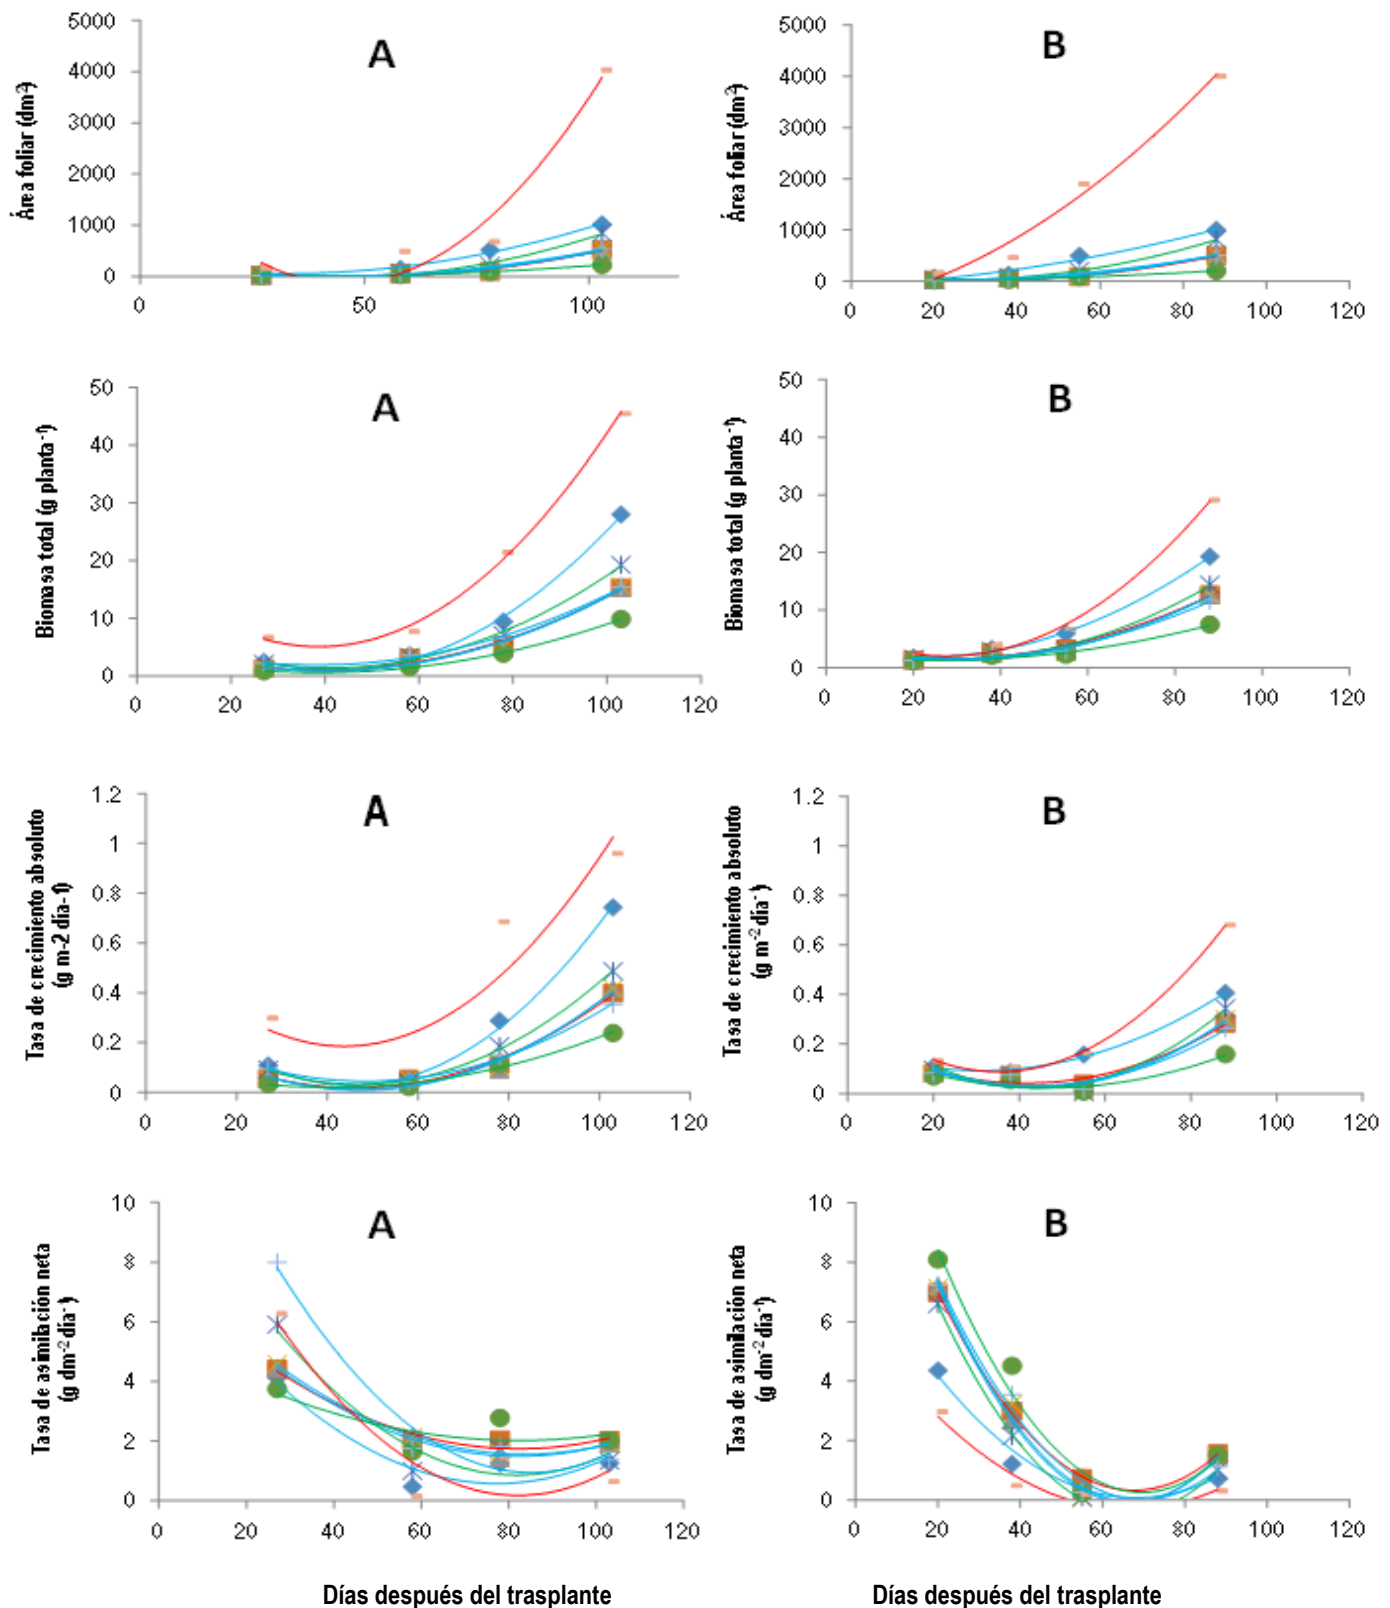 A
Área foliar (dm²)
5000
4000
3000
2000
1000
0
0 50 100
B
Área foliar (dm²)
5000
4000
3000
2000
1000
0
0 20 40 60 80 100 120
A
Biomasa total (g planta⁻¹)
50
40
30
20
10
0
0 20 40 60 80 100 120
B
Biomasa total (g planta⁻¹)
50
40
30
20
10
0
0 20 40 60 80 100 120
A
Tasa de crecimiento absoluto
(g m-2 día-1)
1.2
1
0.8
0.6
0.4
0.2
0
0 20 40 60 80 100 120
B
Tasa de crecimiento absoluto
(g m⁻² día⁻¹)
1.2
1
0.8
0.6
0.4
0.2
0
0 20 40 60 80 100 120
A
Tasa de asimilación neta
(g dm⁻² día⁻¹)
10
8
6
4
2
0
0 20 40 60 80 100 120
B
Tasa de asimilación neta
(g dm⁻² día⁻¹)
10
8
6
4
2
0
0 20 40 60 80 100 120
Días después del trasplante
Días después del trasplante